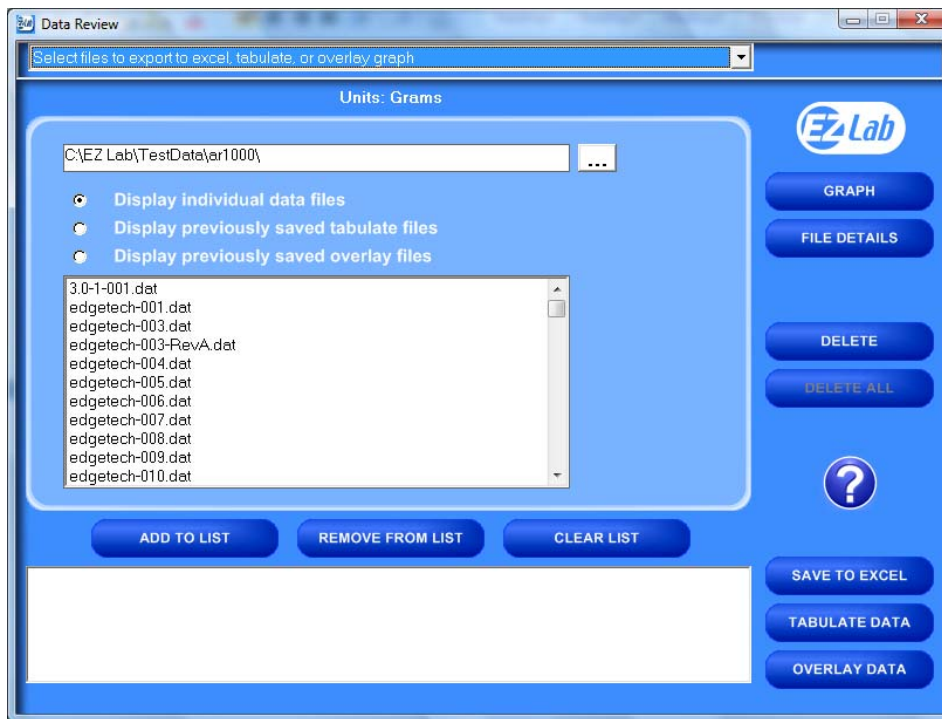 Data Review
Select files to export to excel, tabulate, or overlay graph
Units: Grams
EZ Lab
C:\EZ Lab\TestData\ar1000\
...
GRAPH
Display individual data files
Display previously saved tabulate files
FILE DETAILS
Display previously saved overlay files
3.0-1-001.dat
edgetech-001.dat
edgetech-003.dat
edgetech-003-RevA.dat
DELETE
edgetech-004.dat
edgetech-005.dat
DELETE ALL
edgetech-006.dat
edgetech-007.dat
edgetech-008.dat
edgetech-009.dat
edgetech-010.dat
?
ADD TO LIST
REMOVE FROM LIST
CLEAR LIST
SAVE TO EXCEL
TABULATE DATA
OVERLAY DATA